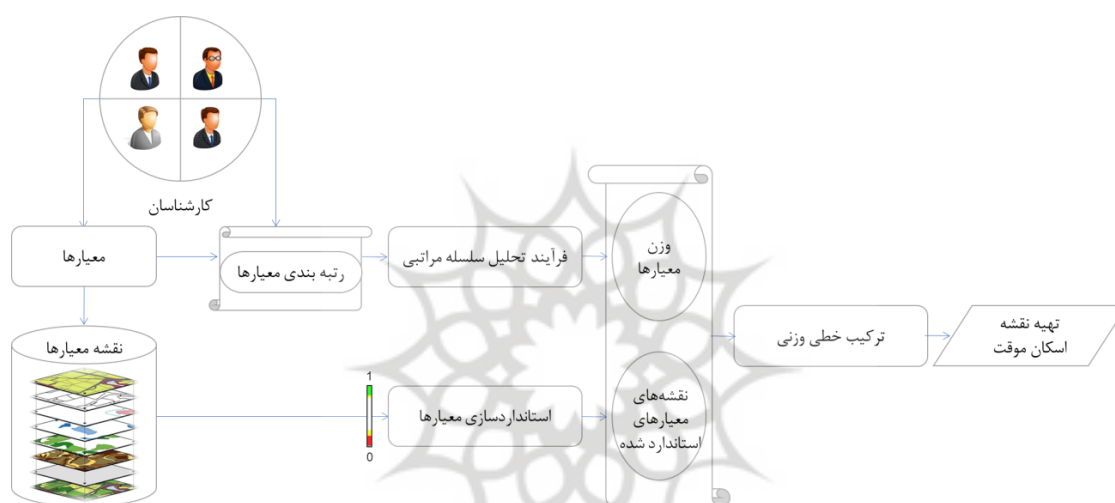 کارشناسان
معیارها
رتبه بندی معیارها
فرآیند تحلیل سلسله مراتبی
وزن
معیارها
نقشه معیارها
1
0
استانداردسازی معیارها
نقشه‌های
معیارهای
استاندارد شده
ترکیب خطی وزنی
تهیه نقشه
اسکان موقت